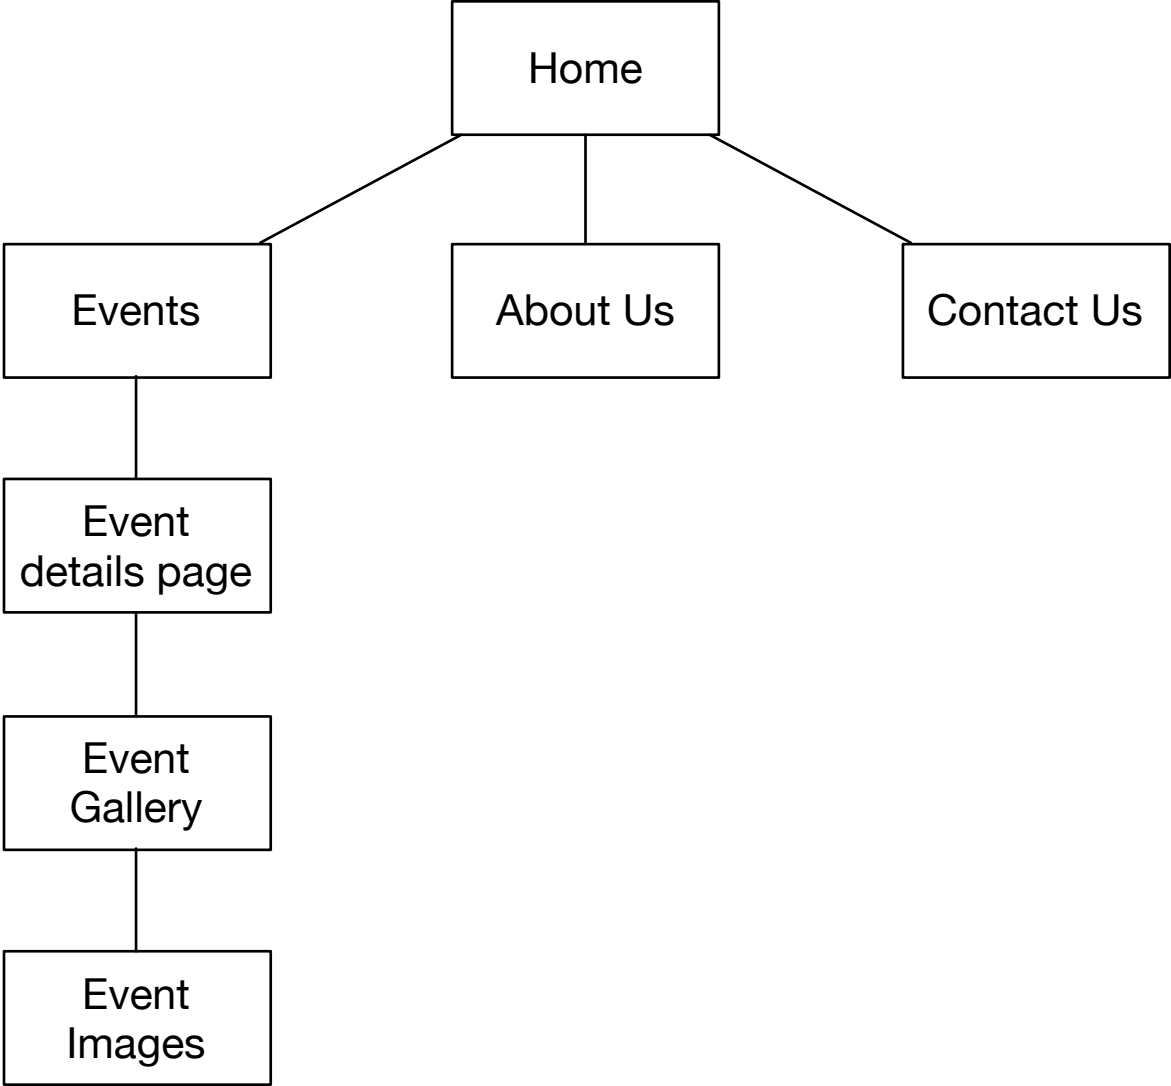 Home
Events
About Us
Contact Us
Event
details page
Event
Gallery
Event
Images